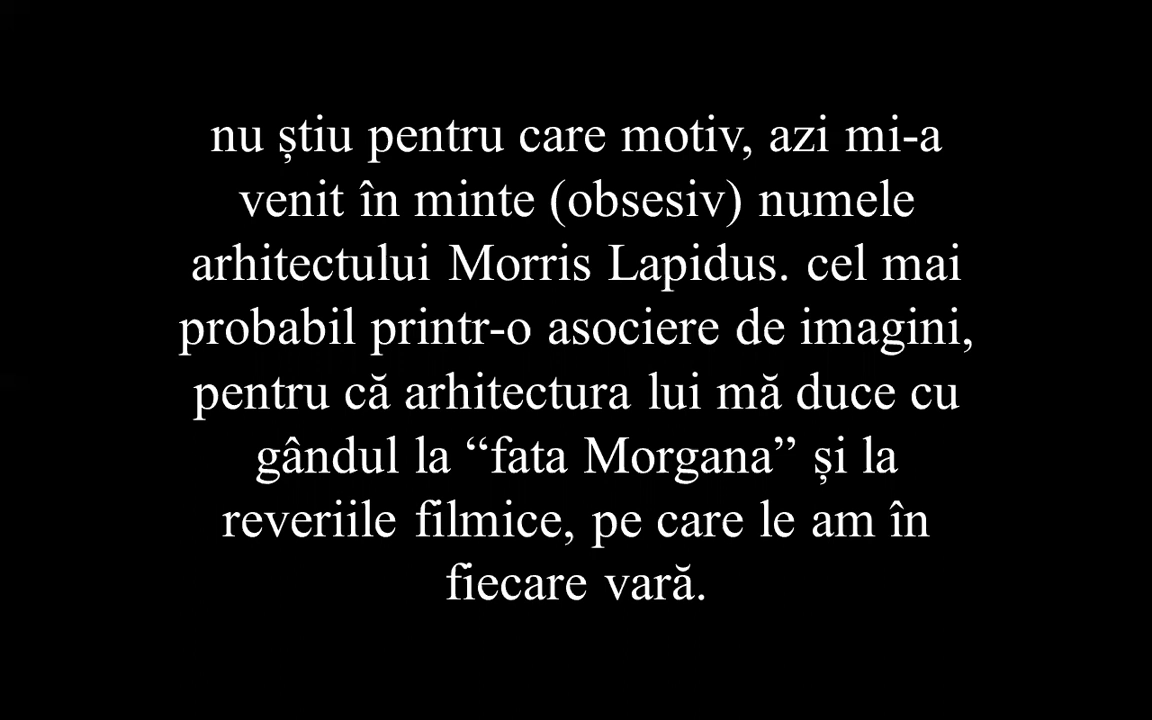 nu știu pentru care motiv, azi mi-a
venit în minte (obsesiv) numele
arhitectului Morris Lapidus. cel mai
probabil printr-o asociere de imagini,
pentru că arhitectura lui mă duce cu
gândul la “fata Morgana” și la
reveriile filmice, pe care le am în
fiecare vară.